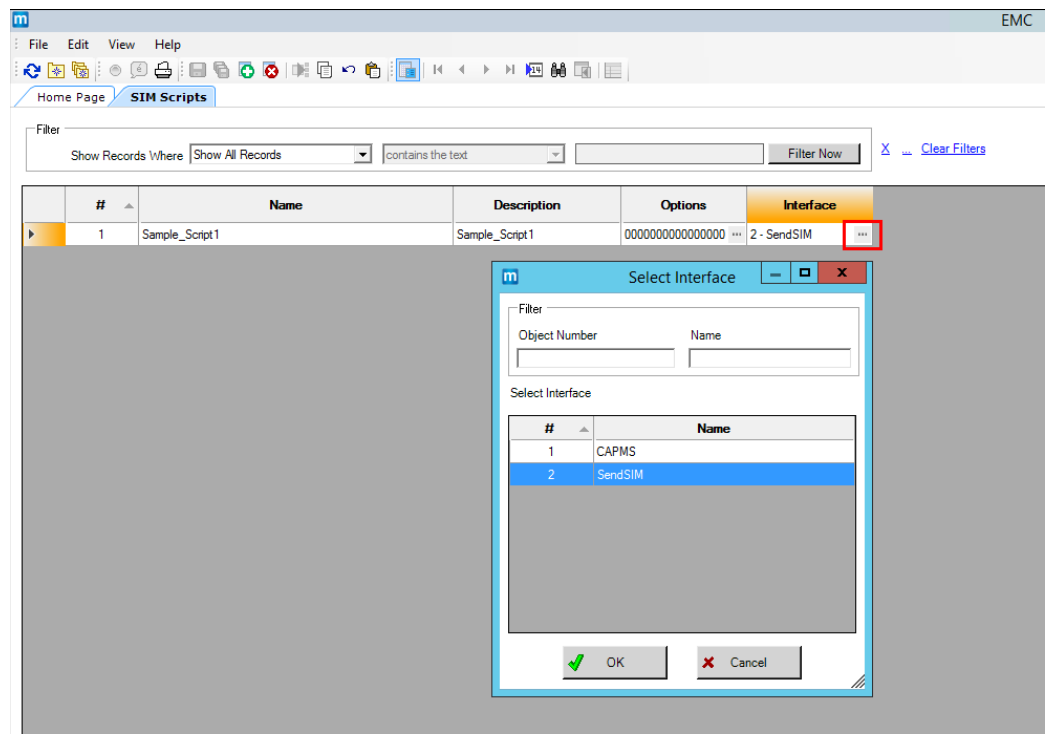 m EMC
File Edit View Help
Home Page SIM Scripts
Filter
Show Records Where Show All Records contains the text Filter Now X ... Clear Filters
# Name Description Options Interface
1 Sample_Script1 Sample_Script1 0000000000000000 ... 2 - SendSIM ...
m Select Interface X
Filter
Object Number Name
Select Interface
# Name
1 CAPMS
2 SendSIM
OK Cancel